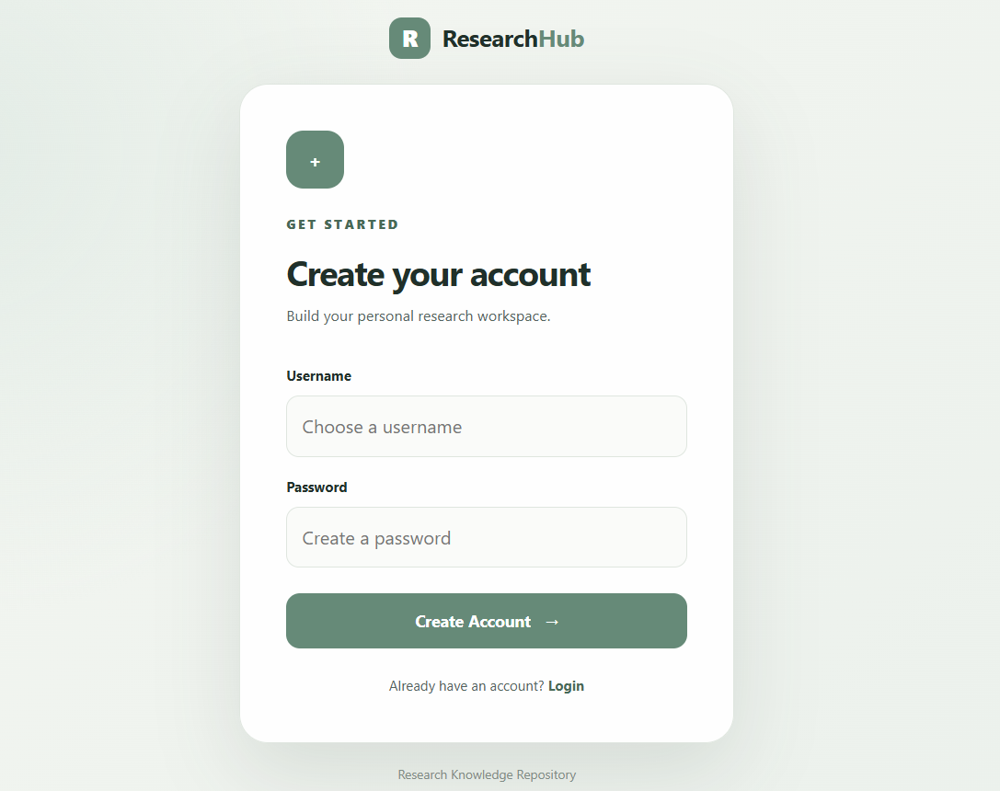 R ResearchHub
+
GET STARTED
Create your account
Build your personal research workspace.
Username
Choose a username
Password
Create a password
Create Account →
Already have an account? Login
Research Knowledge Repository